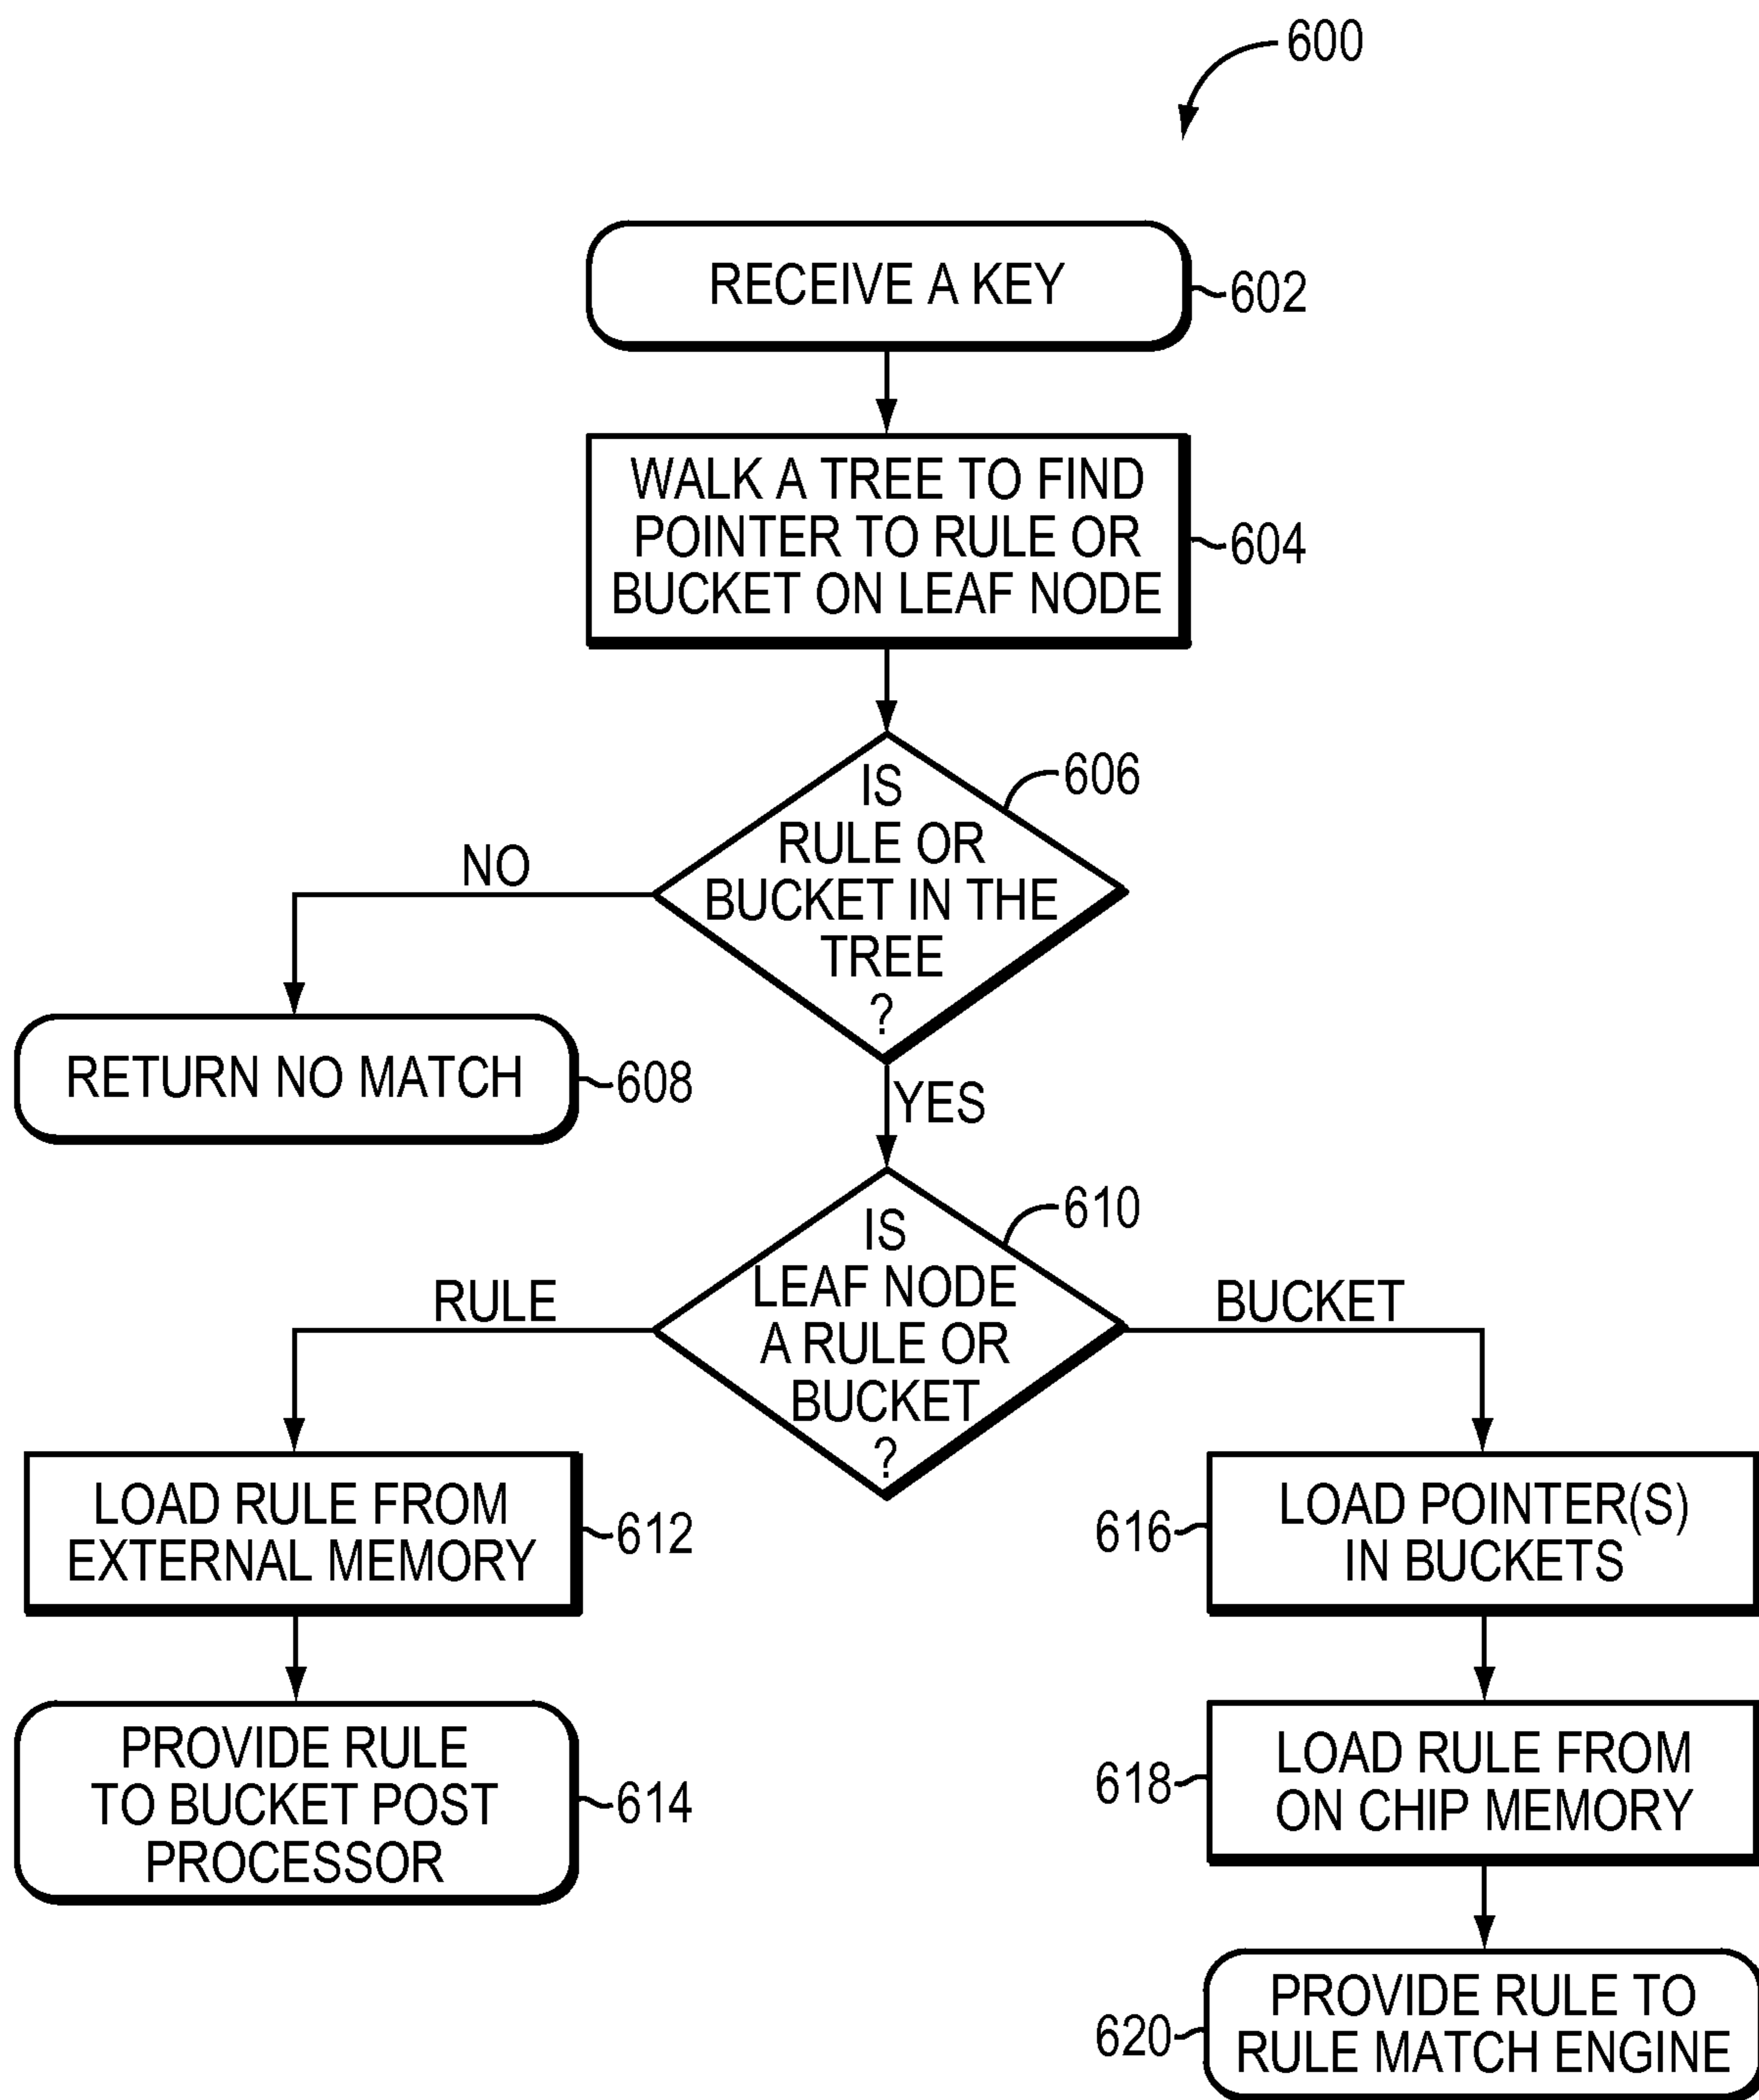 600
RECEIVE A KEY
602
WALK A TREE TO FIND
POINTER TO RULE OR
BUCKET ON LEAF NODE
604
IS
RULE OR
BUCKET IN THE
TREE
?
606
NO
RETURN NO MATCH
608
YES
IS
LEAF NODE
A RULE OR
BUCKET
?
610
RULE
BUCKET
LOAD RULE FROM
EXTERNAL MEMORY
612
PROVIDE RULE
TO BUCKET POST
PROCESSOR
614
LOAD POINTER(S)
IN BUCKETS
616
LOAD RULE FROM
ON CHIP MEMORY
618
PROVIDE RULE TO
RULE MATCH ENGINE
620